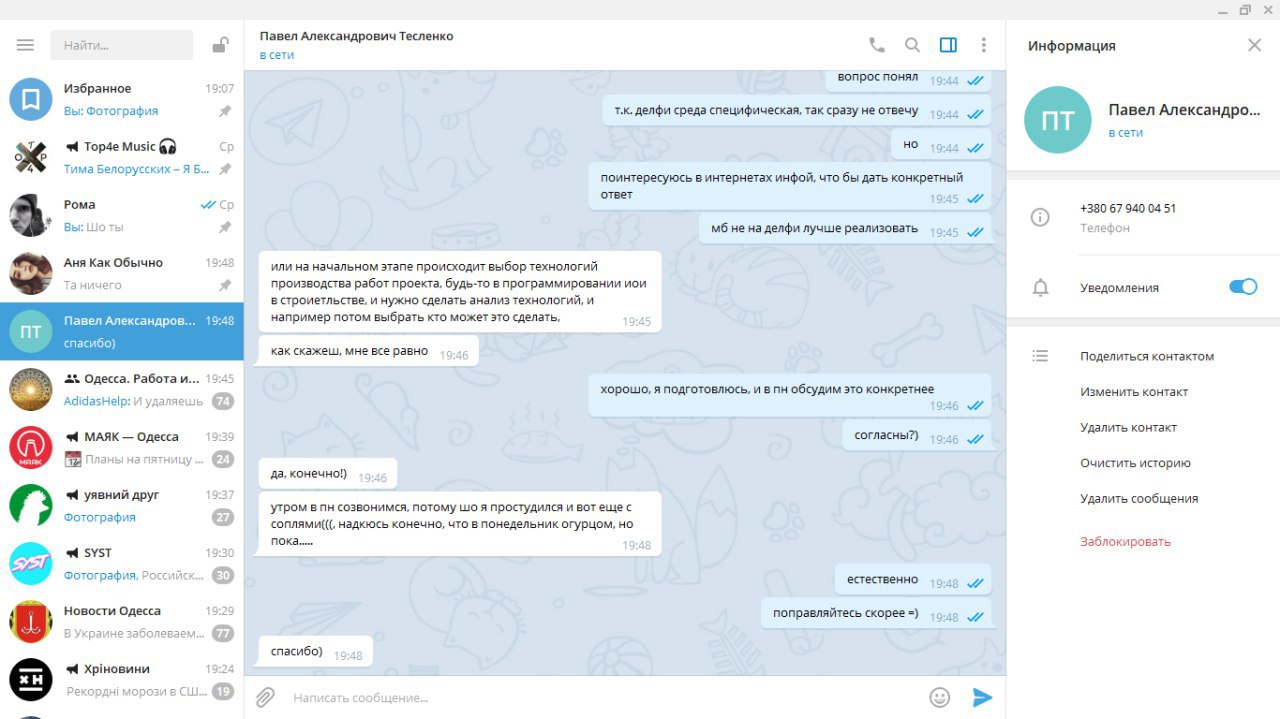 Найти...
Избранное 19:07
Вы: Фотография
Top4e Music Ср
Тима Белорусских – Я Б...
Рома Ср
Вы: Шо ты
Аня Как Обычно 19:48
Та ничего
ПТ
Павел Александров... 19:48
спасибо)
Одесса. Работа и... 19:45
AdidasHelp: И удаляешь 74
МАЯК
МАЯК — Одесса 19:39
Планы на пятницу ... 24
уявний друг 19:37
Фотография 27
SYST
SYST 19:30
Фотография, Российск... 30
Новости Одесса 19:29
В Украине заболеваем... 77
Хріновини 19:24
Рекордні морози в СШ... 19
Павел Александрович Тесленко
в сети
вопрос понял 19:44
т.к. делфи среда специфическая, так сразу не отвечу 19:44
но 19:44
поинтересуюсь в интернетах инфой, что бы дать конкретный
ответ 19:45
мб не на делфи лучше реализовать 19:45
или на начальном этапе происходит выбор технологий
производства работ проекта, будь-то в программировании иои
в строиетльстве, и нужно сделать анализ технологий, и
например потом выбрать кто может это сделать, 19:45
как скажеш, мне все равно 19:46
хорошо, я подготовлюсь, и в пн обсудим это конкретнее
19:46
согласны?) 19:46
да, конечно!) 19:46
утром в пн созвонимся, потому шо я простудился и вот еще с
соплями(((, надкюсь конечно, что в понедельник огурцом, но
пока..... 19:48
естественно 19:48
поправляйтесь скорее =) 19:48
спасибо) 19:48
Написать сообщение...
Информация
ПТ
Павел Александро...
в сети
+380 67 940 04 51
Телефон
Уведомления
Поделиться контактом
Изменить контакт
Удалить контакт
Очистить историю
Удалить сообщения
Заблокировать